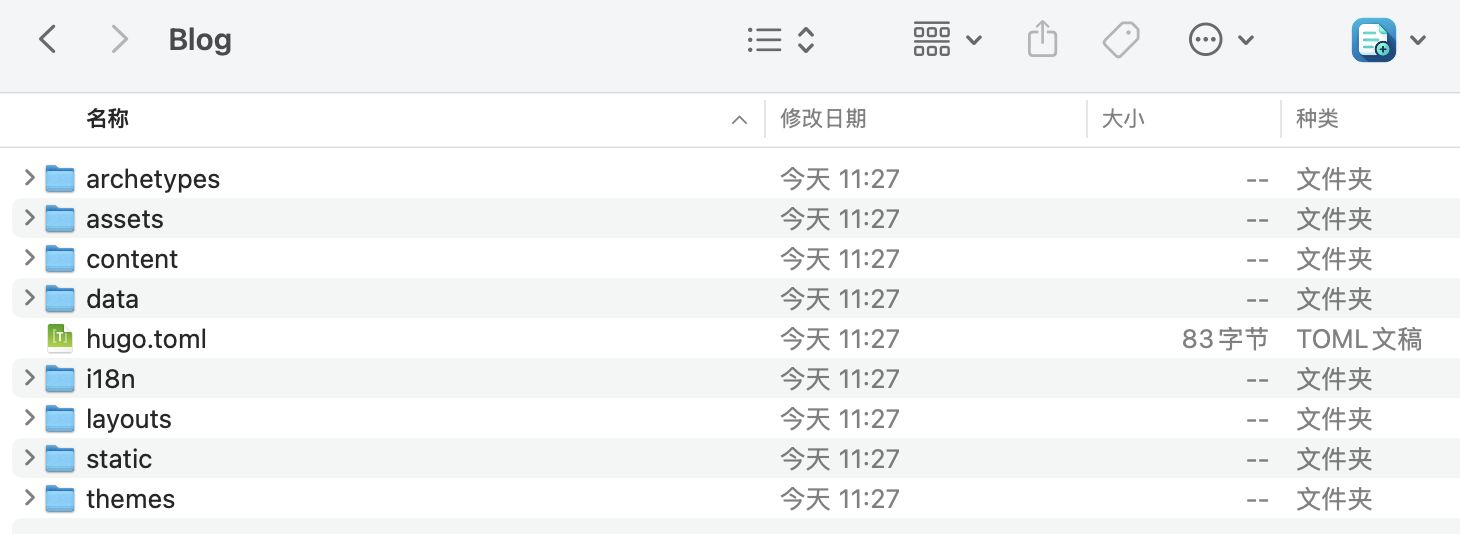 Blog
名称 修改日期 大小 种类
archetypes 今天 11:27 -- 文件夹
assets 今天 11:27 -- 文件夹
content 今天 11:27 -- 文件夹
data 今天 11:27 -- 文件夹
hugo.toml 今天 11:27 83 字节 TOML 文稿
i18n 今天 11:27 -- 文件夹
layouts 今天 11:27 -- 文件夹
static 今天 11:27 -- 文件夹
themes 今天 11:27 -- 文件夹